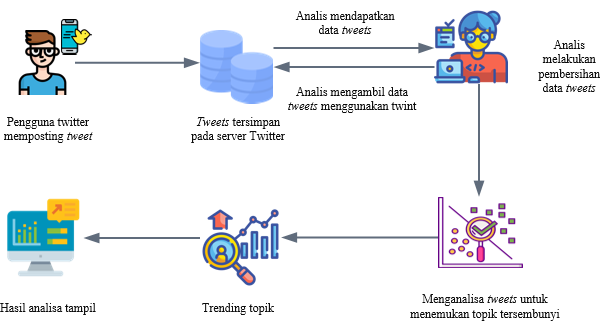 Analis mendapatkan
data tweets
Analis mengambil data
tweets menggunakan twint
Analis
melakukan
pembersihan
data tweets
Pengguna twitter
memposting tweet
Tweets tersimpan
pada server Twitter
Hasil analisa tampil
Trending topik
Menganalisa tweets untuk
menemukan topik tersembunyi